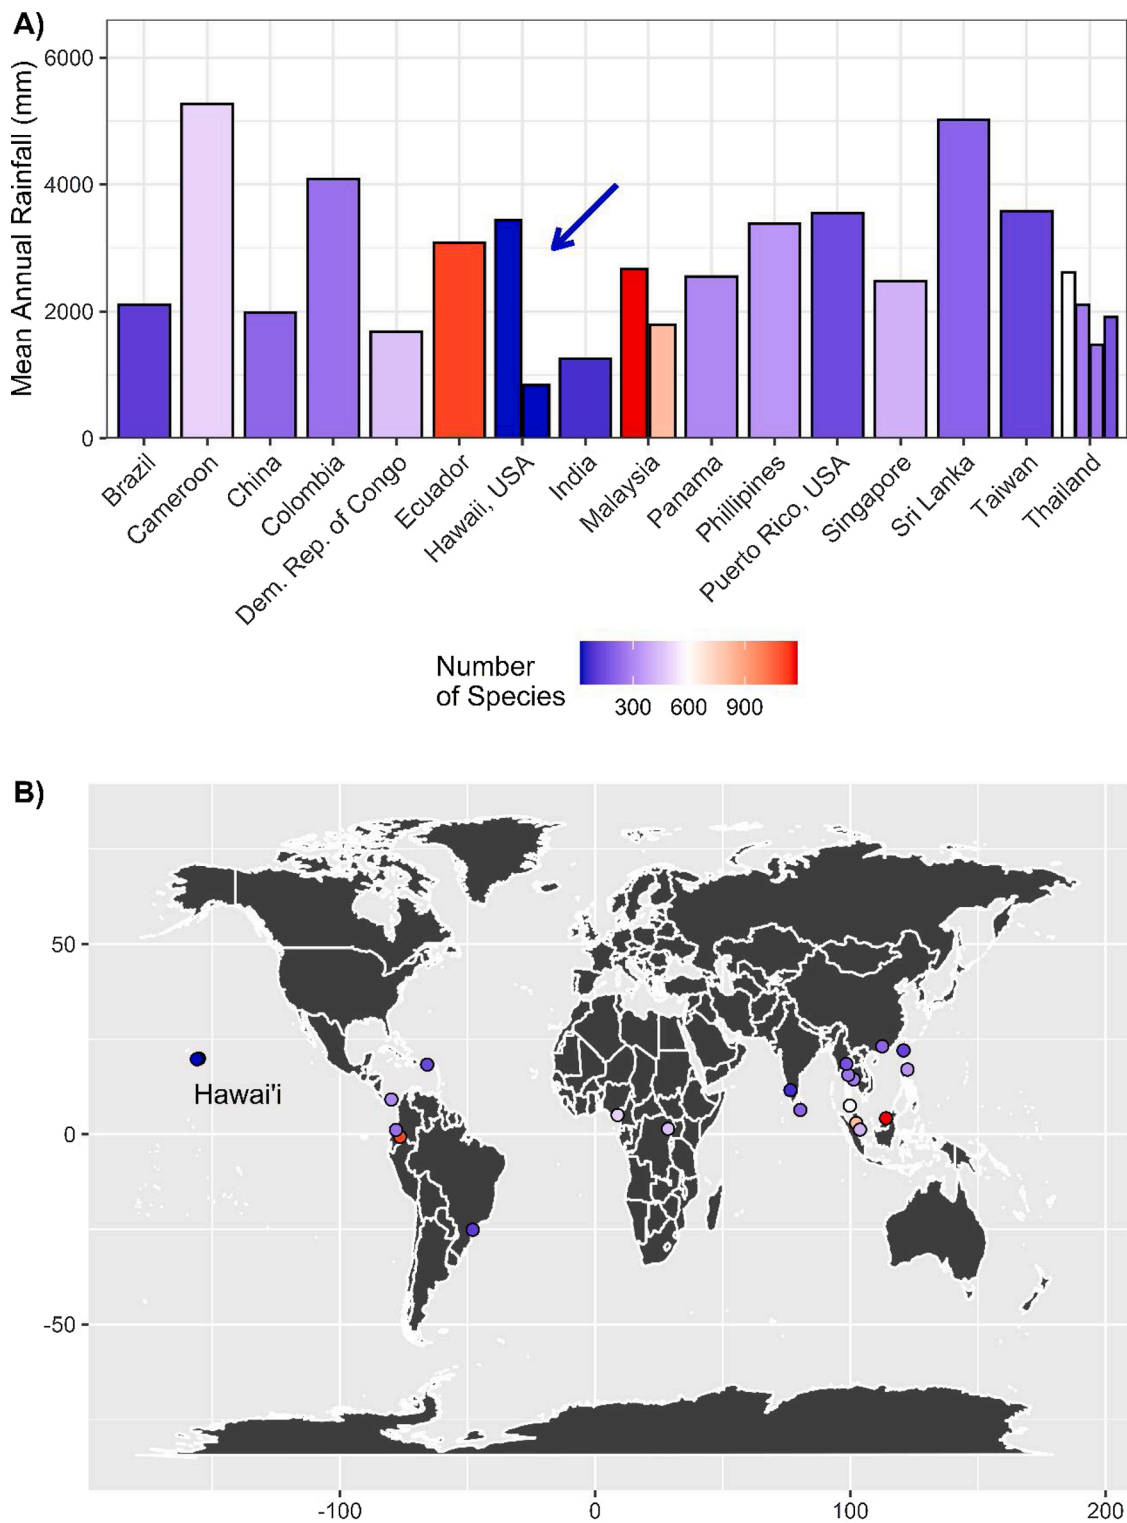 A)
Mean Annual Rainfall (mm)
6000
4000
2000
0
Brazil
Cameroon
China
Colombia
Dem. Rep. of Congo
Ecuador
Hawaii, USA
India
Malaysia
Panama
Phillipines
Puerto Rico, USA
Singapore
Sri Lanka
Taiwan
Thailand
Number
of Species
300 600 900
B)
50
0
-50
Hawai'i
-100 0 100 200